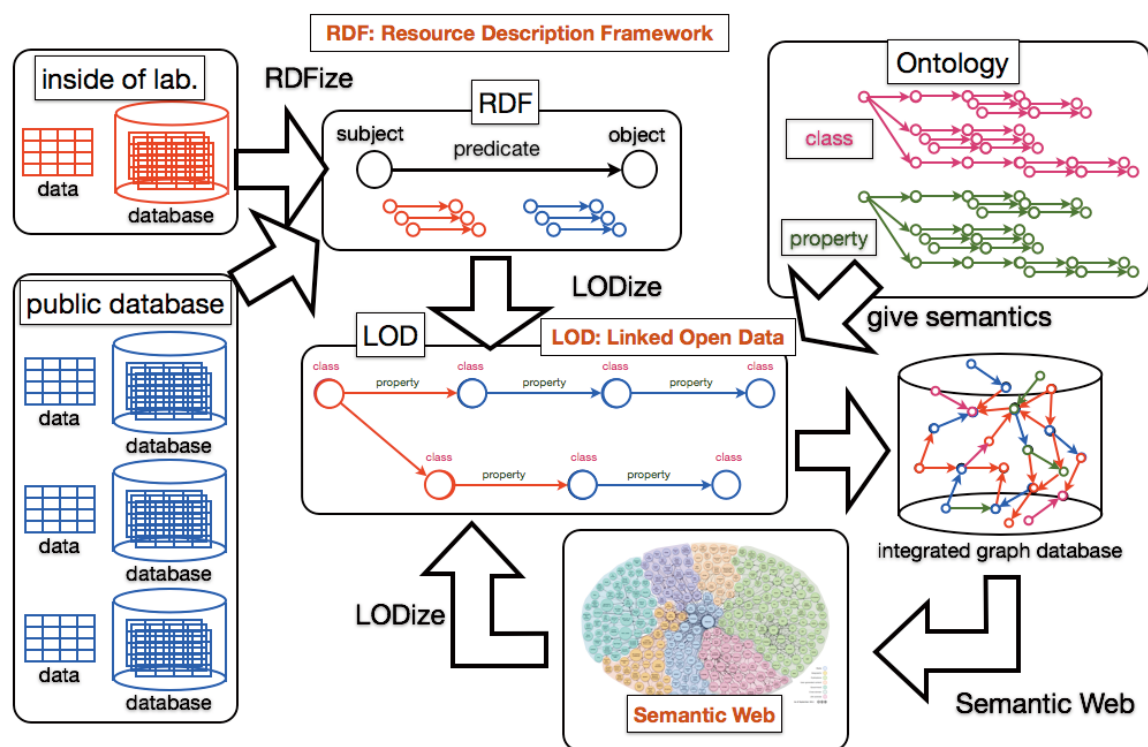 RDF: Resource Description Framework
inside of lab.
data
database
RDFize
RDF
subject
predicate
object
Ontology
class
property
public database
data
database
data
database
data
database
LODize
give semantics
LOD
LOD: Linked Open Data
class
property
class
property
class
property
class
class
property
class
property
class
integrated graph database
LODize
Semantic Web
Semantic Web